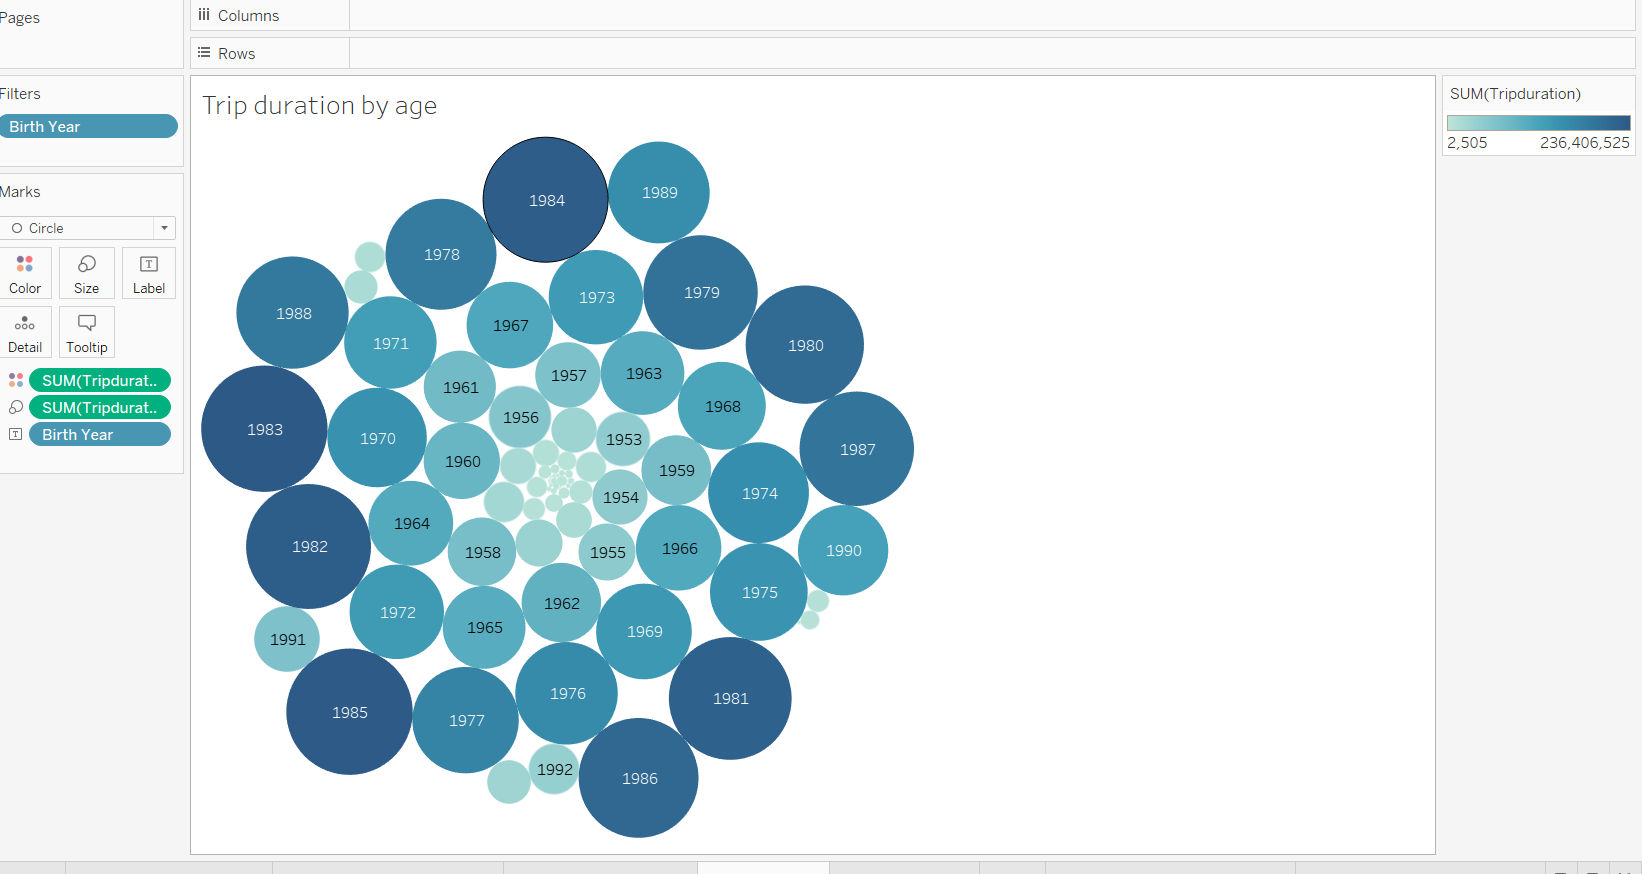 Pages
Columns
Rows
Filters
Birth Year
Marks
Circle
Color
Size
Label
Detail
Tooltip
SUM(Tripdurat..
SUM(Tripdurat..
Birth Year
Trip duration by age
1984
1989
1978
1979
1973
1988
1967
1971
1980
1957
1963
1961
1968
1956
1983
1970
1953
1987
1960
1959
1974
1954
1964
1982
1966
1990
1958
1955
1975
1962
1972
1965
1969
1991
1976
1981
1985
1977
1992
1986
SUM(Tripduration)
2,505 236,406,525